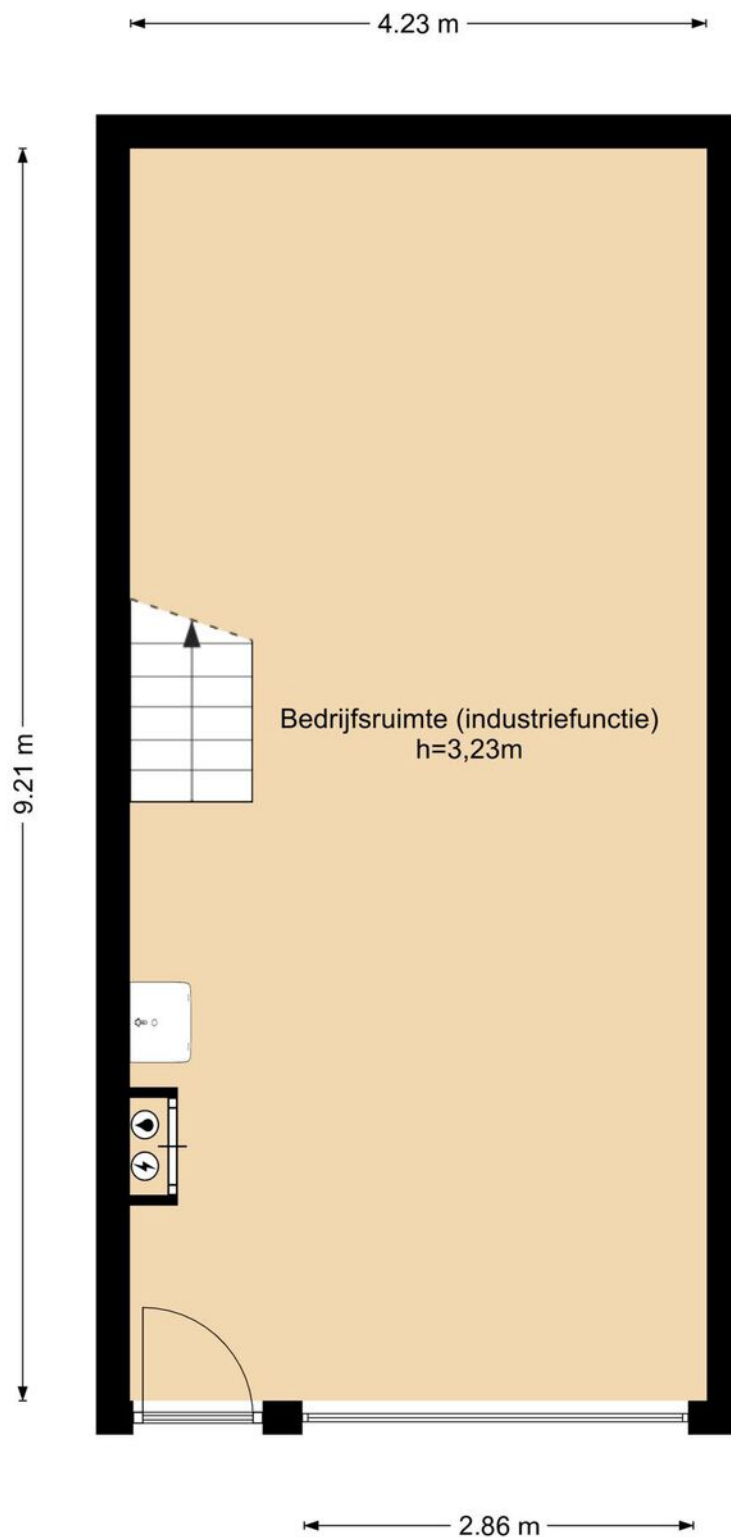 4.23 m
9.21 m
Bedrijfsruimte (industriefunctie)
h=3,23m
2.86 m